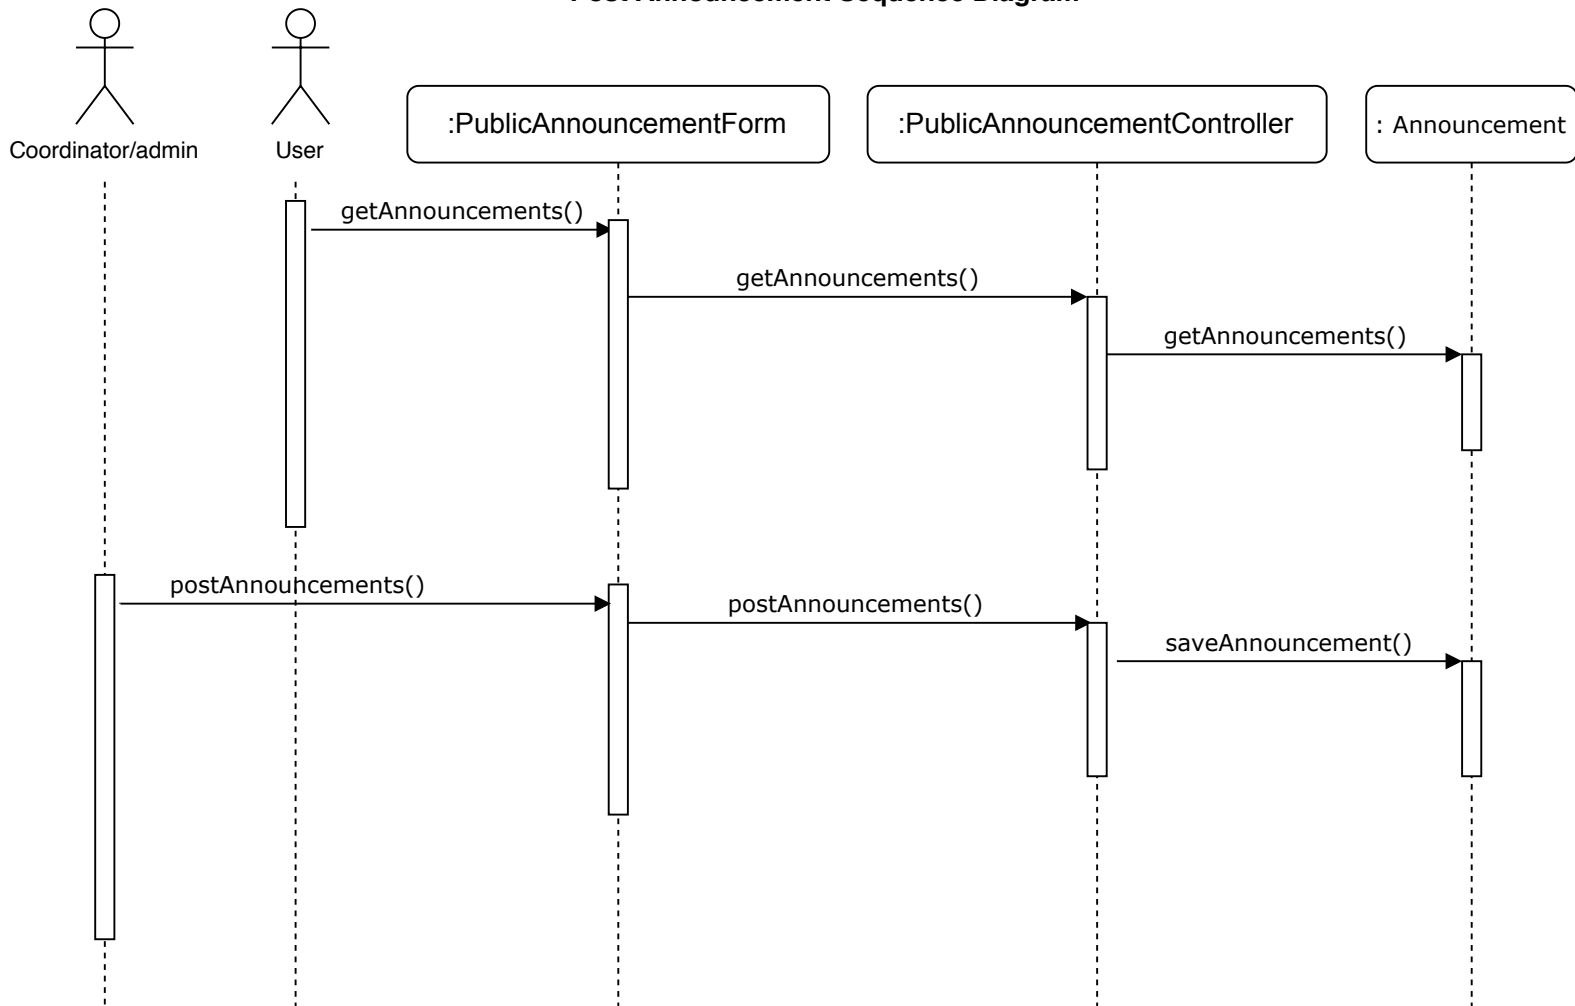 Post Announcement Sequence Diagram
Coordinator/admin
User
:PublicAnnouncementForm
:PublicAnnouncementController
: Announcement
getAnnouncements()
getAnnouncements()
getAnnouncements()
postAnnouncements()
postAnnouncements()
saveAnnouncement()